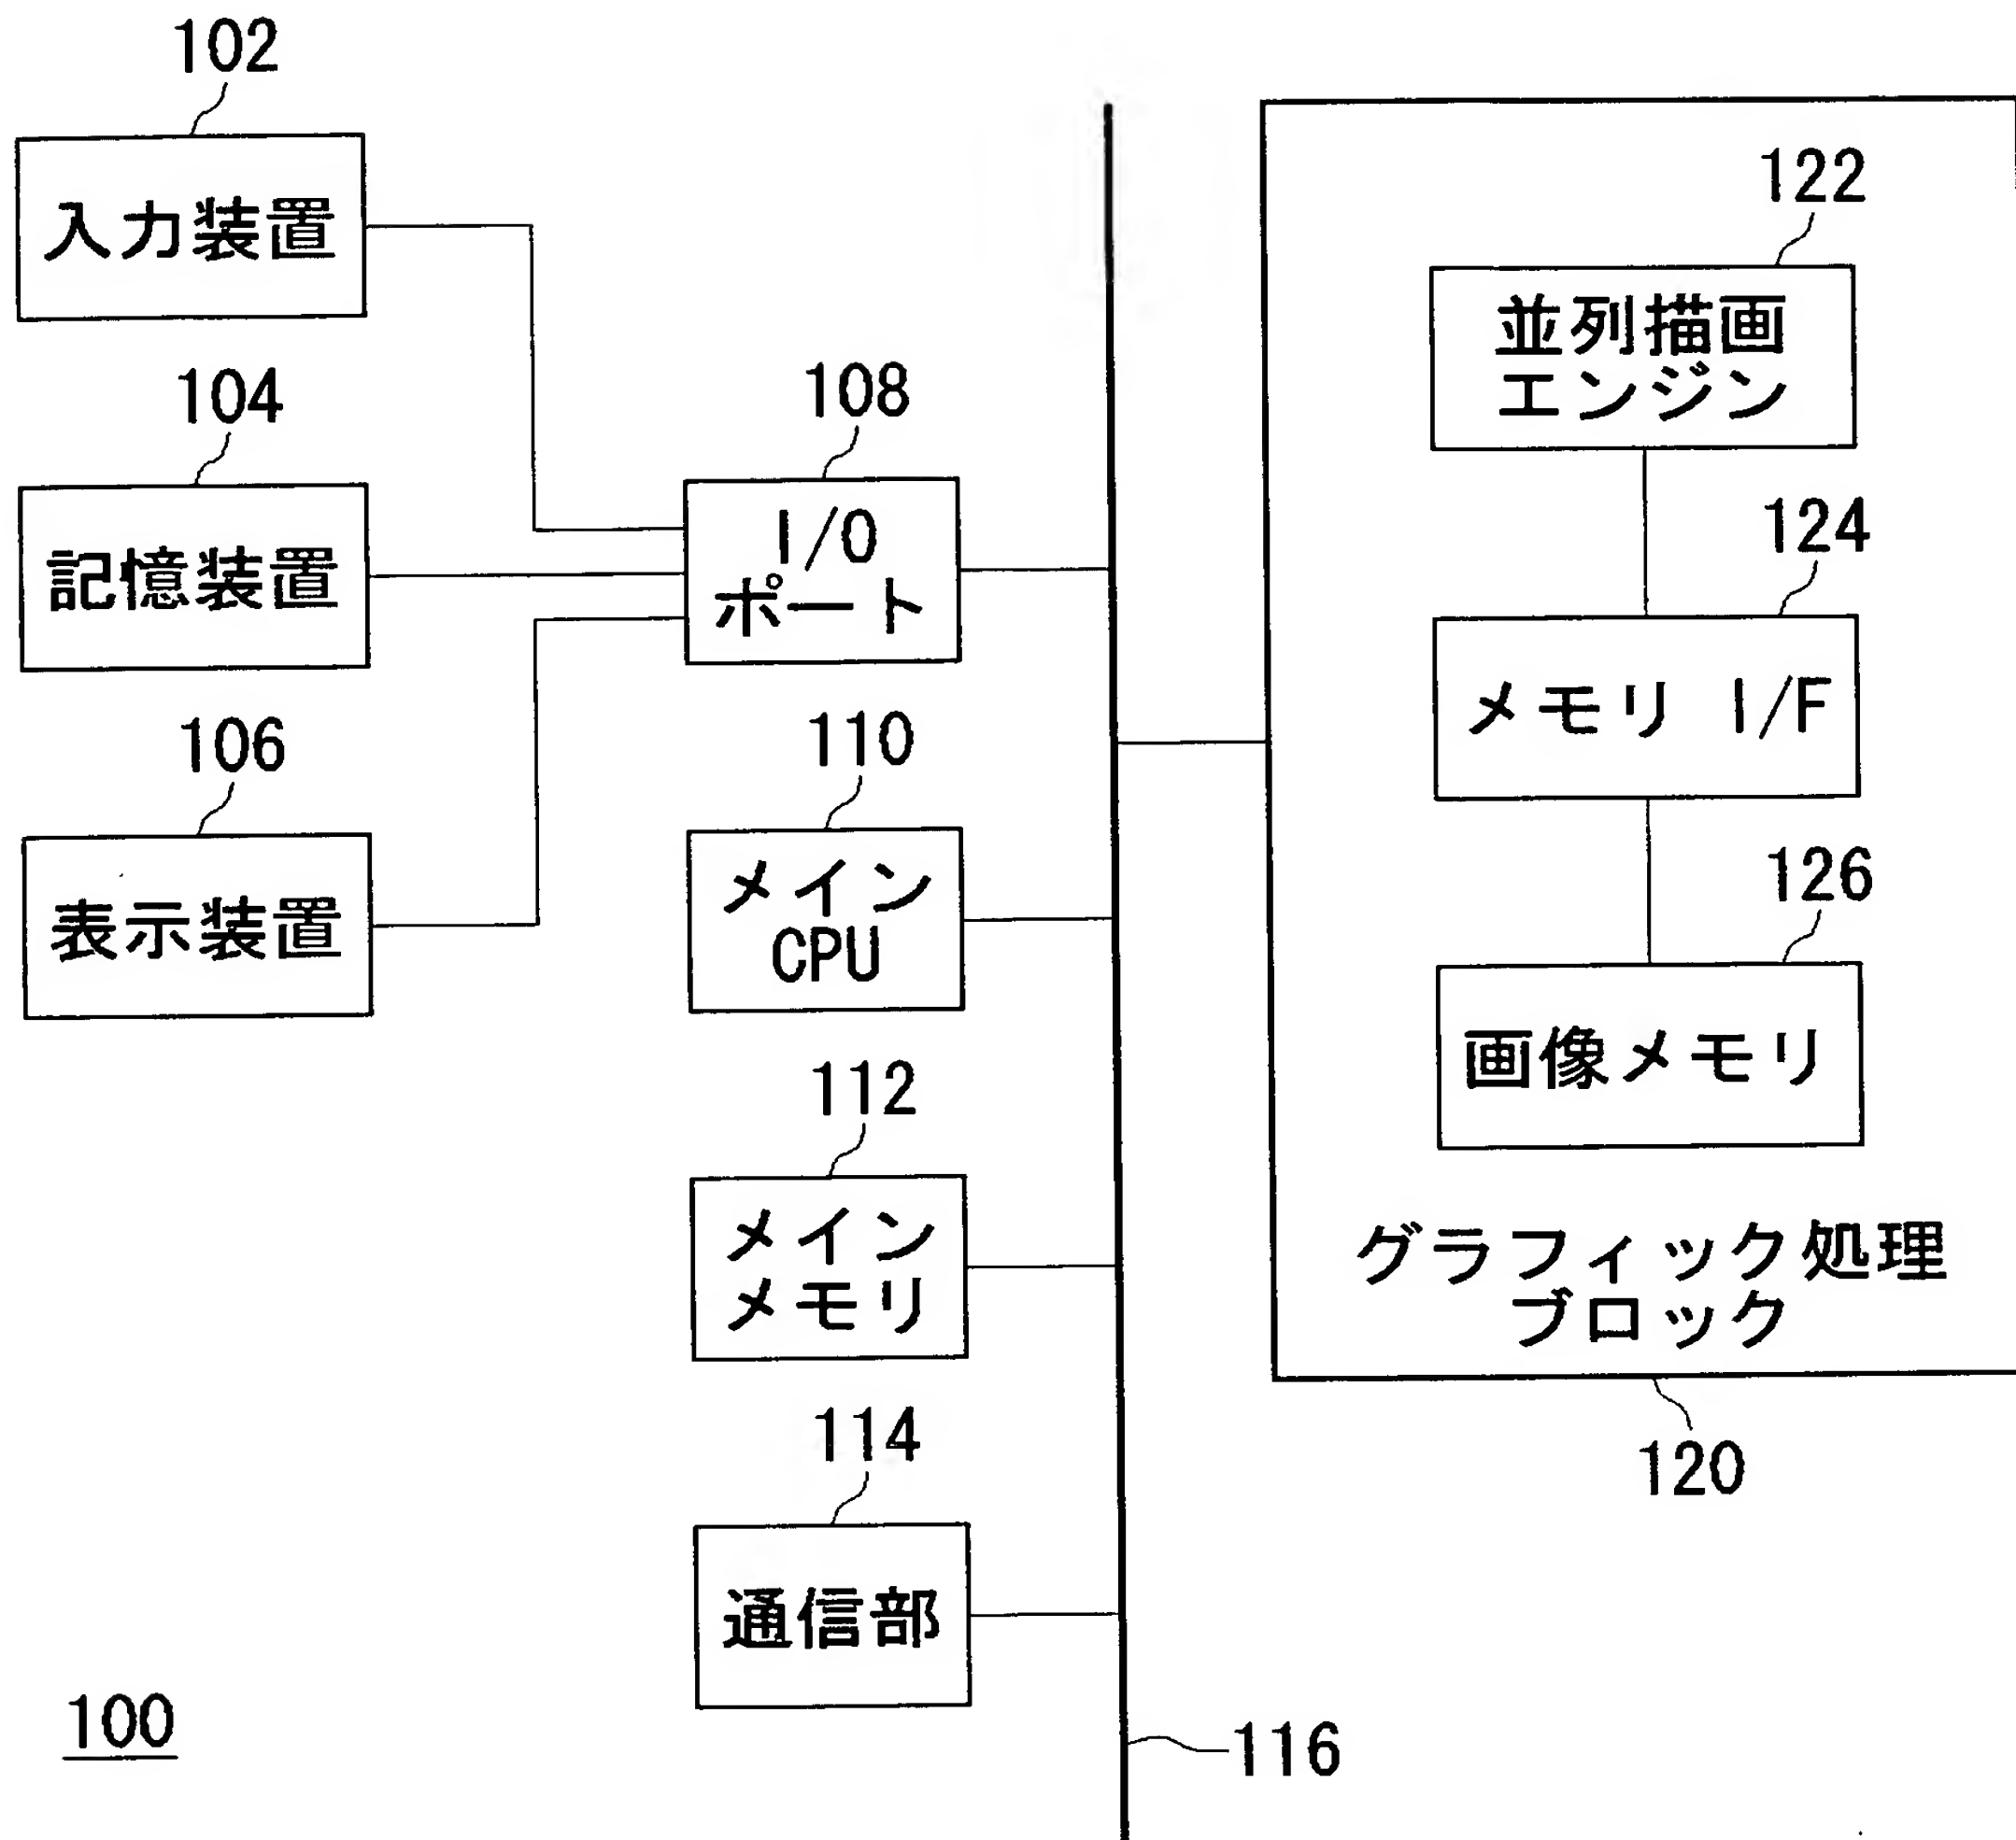 102
入力装置
104
記憶装置
106
表示装置
108
I/O
ポート
110
メイン
CPU
112
メイン
メモリ
114
通信部
116
122
並列描画
エンジン
124
メモリ I/F
126
画像メモリ
グラフィック処理
ブロック
120
100